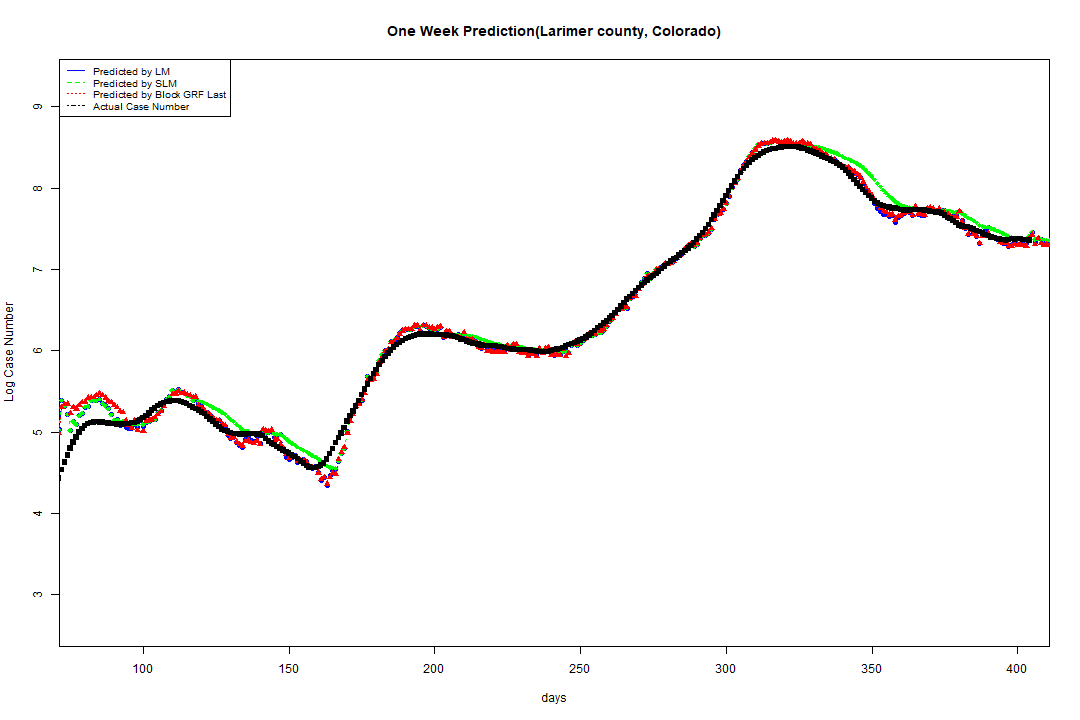 One Week Prediction(Larimer county, Colorado)
Predicted by LM
Predicted by SLM
Predicted by Block GRF Last
Actual Case Number
Log Case Number
9
8
7
6
5
4
3
100 150 200 250 300 350 400
days